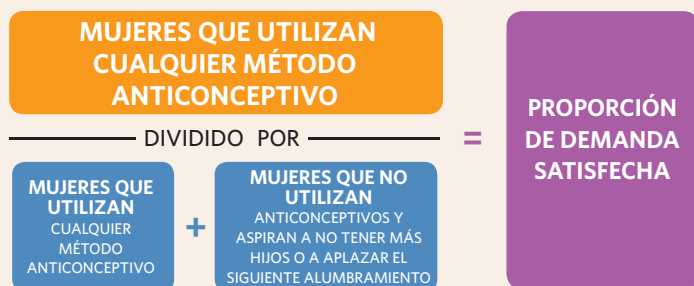 MUJERES QUE UTILIZAN
CUALQUIER MÉTODO
ANTICONCEPTIVO
DIVIDIDO POR
MUJERES QUE
UTILIZAN
CUALQUIER
MÉTODO
ANTICONCEPTIVO
+
MUJERES QUE NO
UTILIZAN
ANTICONCEPTIVOS Y
ASPIRAN A NO TENER MÁS
HIJOS O A APLAZAR EL
SIGUIENTE ALUMBRAMIENTO
=
PROPORCIÓN
DE DEMANDA
SATISFECHA